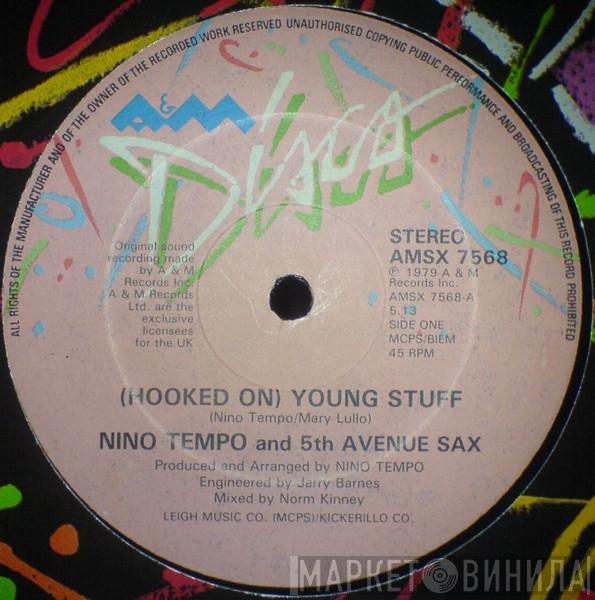 ALL RIGHTS OF THE MANUFACTURER AND OF THE OWNER OF THE RECORDED WORK RESERVED UNAUTHORISED COPYING PUBLIC PERFORMANCE AND BROADCASTING OF THIS RECORD PROHIBITED
A&M
Disco
Original sound
recording made
by A & M
Records Inc.
A & M Records
Ltd. are the
exclusive
licensees
for the UK
STEREO
AMSX 7568
℗ 1979 A & M
Records Inc.
AMSX 7568-A
5.13
SIDE ONE
MCPS/BIEM
45 RPM
(HOOKED ON) YOUNG STUFF
(Nino Tempo/Mary Lullo)
NINO TEMPO and 5th AVENUE SAX
Produced and Arranged by NINO TEMPO
Engineered by Jerry Barnes
Mixed by Norm Kinney
LEIGH MUSIC CO. (MCPS)/KICKERILLO CO.
МАРКЕТ ВИНИЛА